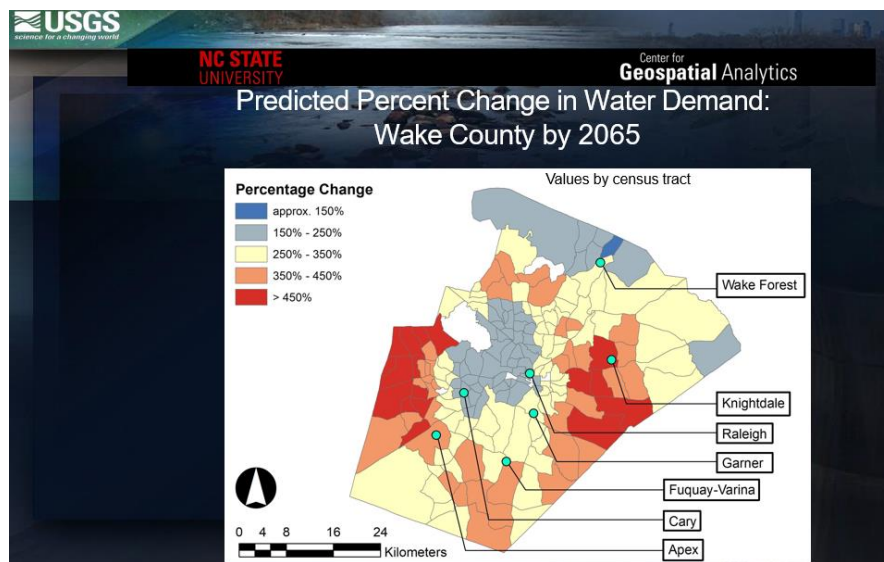 USGS
science for a changing world
NC STATE
UNIVERSITY
Center for
Geospatial Analytics
Predicted Percent Change in Water Demand:
Wake County by 2065
Values by census tract
Percentage Change
approx. 150%
150% - 250%
250% - 350%
350% - 450%
> 450%
Wake Forest
Knightdale
Raleigh
Garner
Fuquay-Varina
Cary
Apex
0 4 8 16 24
Kilometers